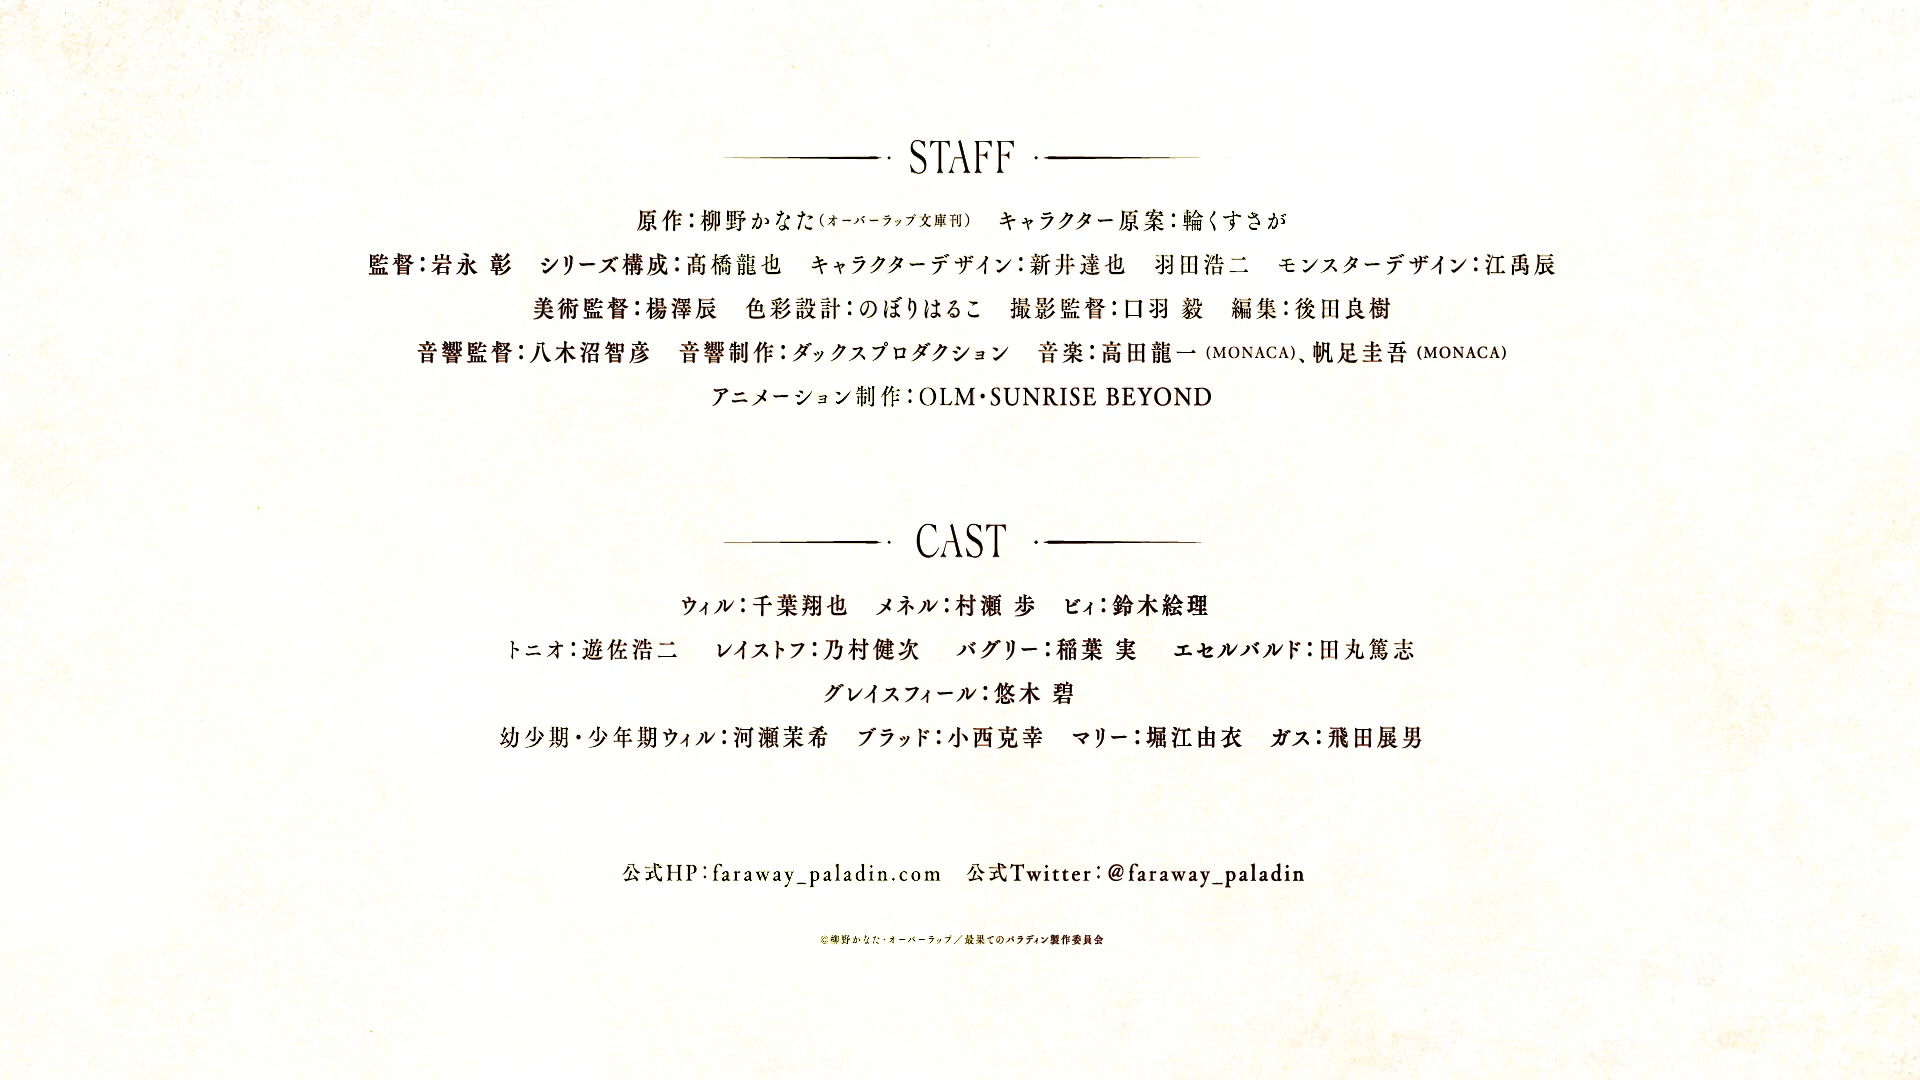 STAFF
原作：柳野かなた（オーバーラップ文庫刊）　キャラクター原案：輪くすさが
監督：岩永 彰　シリーズ構成：髙橋龍也　キャラクターデザイン：新井達也　羽田浩二　モンスターデザイン：江禹辰
美術監督：楊澤辰　色彩設計：のぼりはるこ　撮影監督：口羽 毅　編集：後田良樹
音響監督：八木沼智彦　音響制作：ダックスプロダクション　音楽：高田龍一 (MONACA)、帆足圭吾 (MONACA)
アニメーション制作：OLM・SUNRISE BEYOND
CAST
ウィル：千葉翔也　メネル：村瀬 歩　ビィ：鈴木絵理
トニオ：遊佐浩二　レイストフ：乃村健次　バグリー：稲葉 実　エセルバルド：田丸篤志
グレイスフィール：悠木 碧
幼少期・少年期ウィル：河瀬茉希　ブラッド：小西克幸　マリー：堀江由衣　ガス：飛田展男
公式HP：faraway_paladin.com　公式Twitter：@faraway_paladin
©柳野かなた・オーバーラップ／最果てのパラディン製作委員会